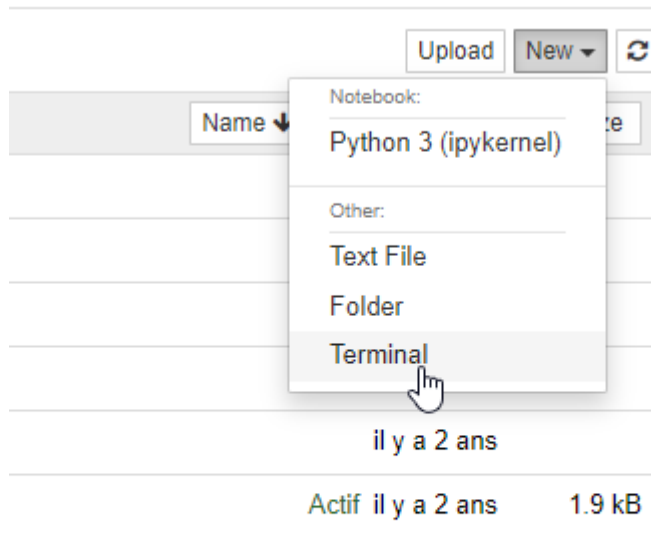 Upload New
Notebook:
Name
Python 3 (ipykernel)
Other:
Text File
Folder
Terminal
il y a 2 ans
Actif il y a 2 ans 1.9 kB